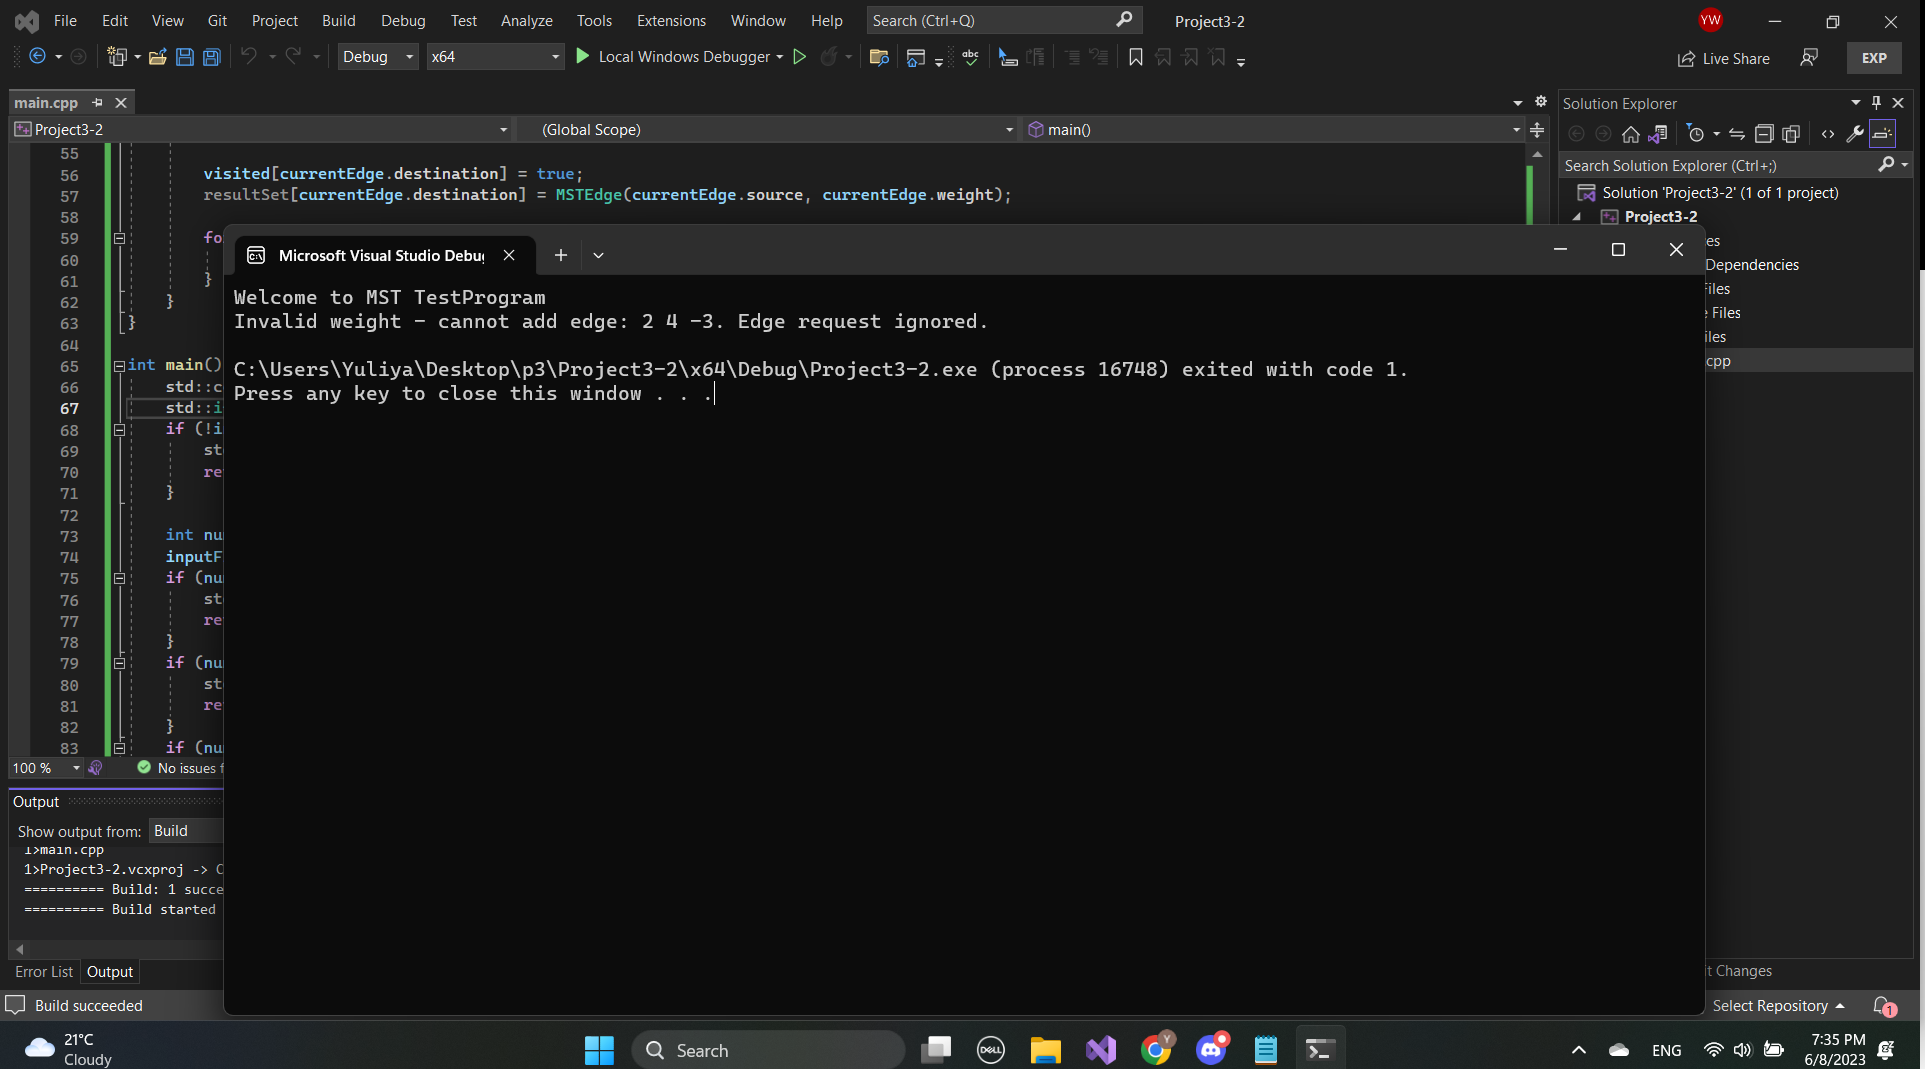 File Edit View Git Project Build Debug Test Analyze Tools Extensions Window Help Search (Ctrl+Q) Project3-2 YW
Debug x64 Local Windows Debugger abc Live Share EXP
main.cpp
Project3-2 (Global Scope) main()
55
56 visited[currentEdge.destination] = true;
57 resultSet[currentEdge.destination] = MSTEdge(currentEdge.source, currentEdge.weight);
58
59 fo
60
61 }
62 }
63 }
64
65 int main()
66 std::c
67 std::i
68 if (!i
69 st
70 re
71 }
72
73 int nu
74 inputF
75 if (nu
76 st
77 re
78 }
79 if (nu
80 st
81 re
82 }
83 if (nu
100 % No issues f
Output
Show output from: Build
1>main.cpp
1>Project3-2.vcxproj -> C
========== Build: 1 succe
========== Build started
Error List Output
Build succeeded
Microsoft Visual Studio Debug
Welcome to MST TestProgram
Invalid weight - cannot add edge: 2 4 -3. Edge request ignored.
C:\Users\Yuliya\Desktop\p3\Project3-2\x64\Debug\Project3-2.exe (process 16748) exited with code 1.
Press any key to close this window . . .
Solution Explorer
Search Solution Explorer (Ctrl+;)
Solution 'Project3-2' (1 of 1 project)
Project3-2
es
Dependencies
iles
e Files
iles
cpp
t Changes
Select Repository 1
21°C
Cloudy
Search
DELL
Y
ENG
7:35 PM
6/8/2023